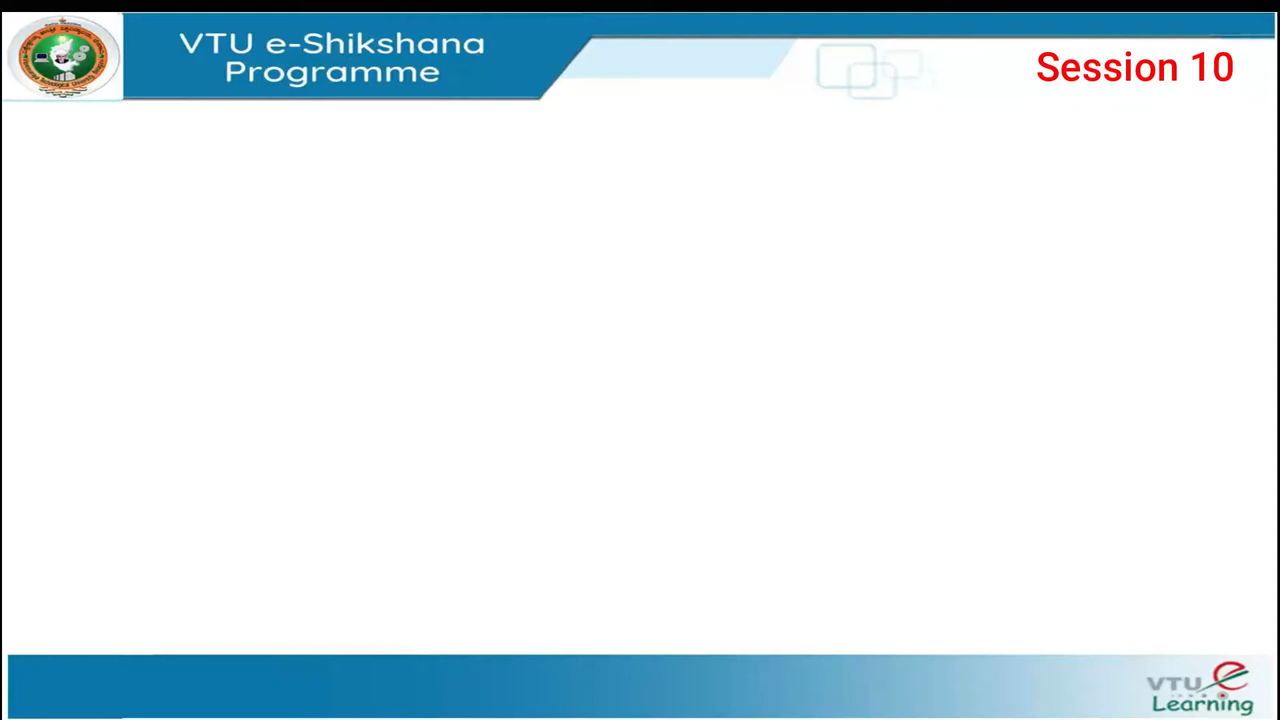 VTU e-Shikshana
Programme
Session 10
VTU e
Learning